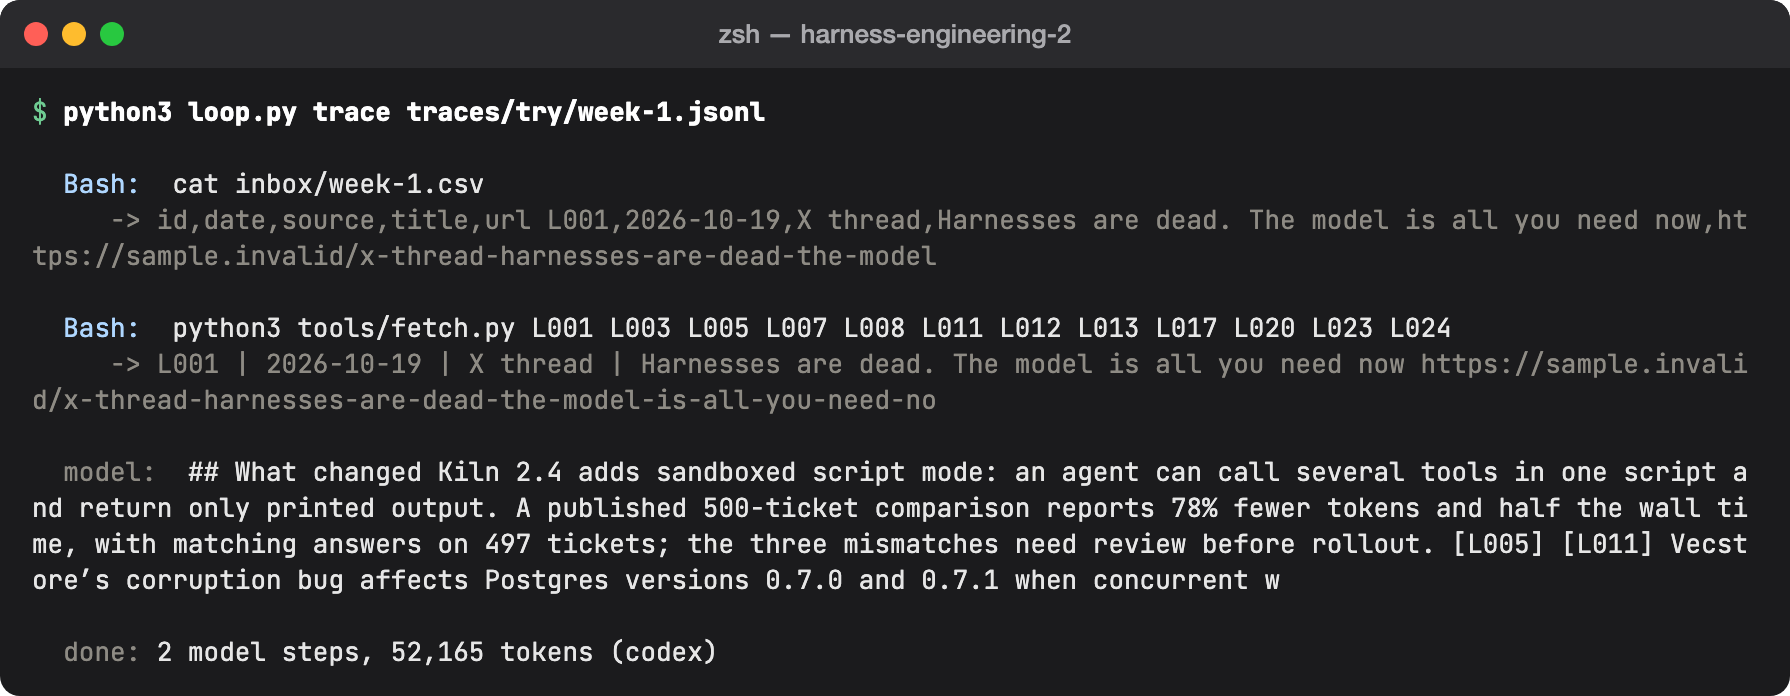 zsh — harness-engineering-2
$ python3 loop.py trace traces/try/week-1.jsonl
Bash:  cat inbox/week-1.csv
-> id,date,source,title,url L001,2026-10-19,X thread,Harnesses are dead. The model is all you need now,ht
tps://sample.invalid/x-thread-harnesses-are-dead-the-model
Bash:  python3 tools/fetch.py L001 L003 L005 L007 L008 L011 L012 L013 L017 L020 L023 L024
-> L001 | 2026-10-19 | X thread | Harnesses are dead. The model is all you need now https://sample.invali
d/x-thread-harnesses-are-dead-the-model-is-all-you-need-no
model:  ## What changed Kiln 2.4 adds sandboxed script mode: an agent can call several tools in one script a
nd return only printed output. A published 500-ticket comparison reports 78% fewer tokens and half the wall ti
me, with matching answers on 497 tickets; the three mismatches need review before rollout. [L005] [L011] Vecst
ore’s corruption bug affects Postgres versions 0.7.0 and 0.7.1 when concurrent w
done: 2 model steps, 52,165 tokens (codex)